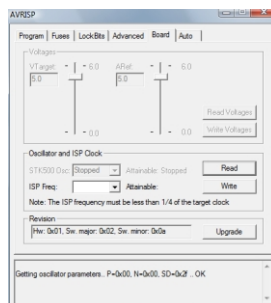 AVRISP
Program Fuses LockBits Advanced Board Auto
Voltages
VTarget: 6.0 ARef: 6.0
5.0 5.0
Read Voltages
Write Voltages
0.0 0.0
Oscillator and ISP Clock
STK500 Osc: Stopped Attainable: Stopped Read
ISP Freq: Attainable: Write
Note: The ISP frequency must be less than 1/4 of the target clock
Revision
Hw: 0x01, Sw. major: 0x02, Sw. minor: 0x0a Upgrade
Getting oscillator parameters.. P=0x00, N=0x00, SD=0x2f .. OK